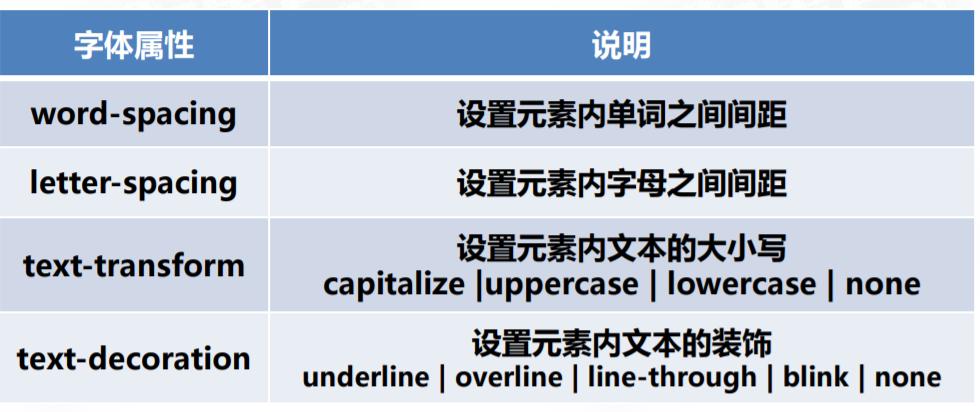 字体属性 说明
word-spacing 设置元素内单词之间间距
letter-spacing 设置元素内字母之间间距
text-transform 设置元素内文本的大小写
capitalize |uppercase | lowercase | none
text-decoration 设置元素内文本的装饰
underline | overline | line-through | blink | none